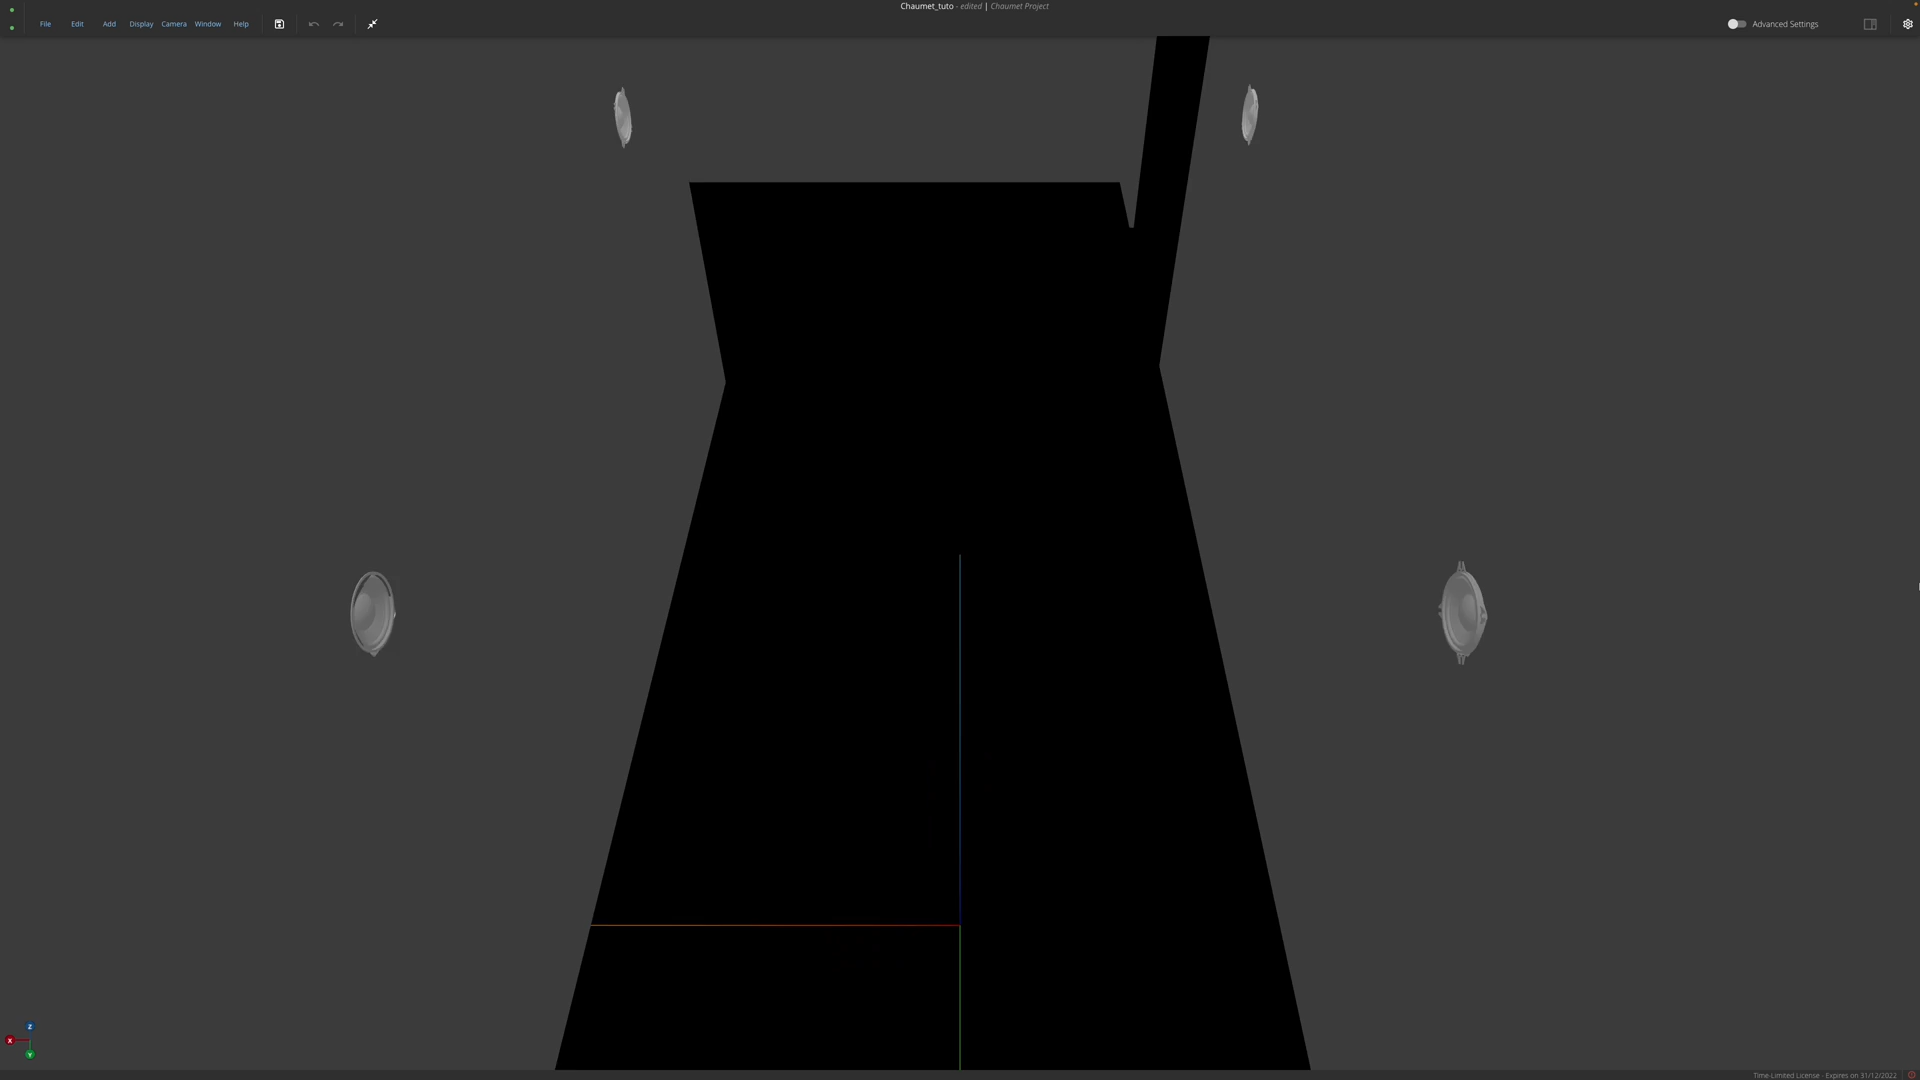 Chaumet_tuto - edited | Chaumet Project
File Edit Add Display Camera Window Help Advanced Settings
Z
X
Y
Time-Limited License - Expires on 31/12/2022